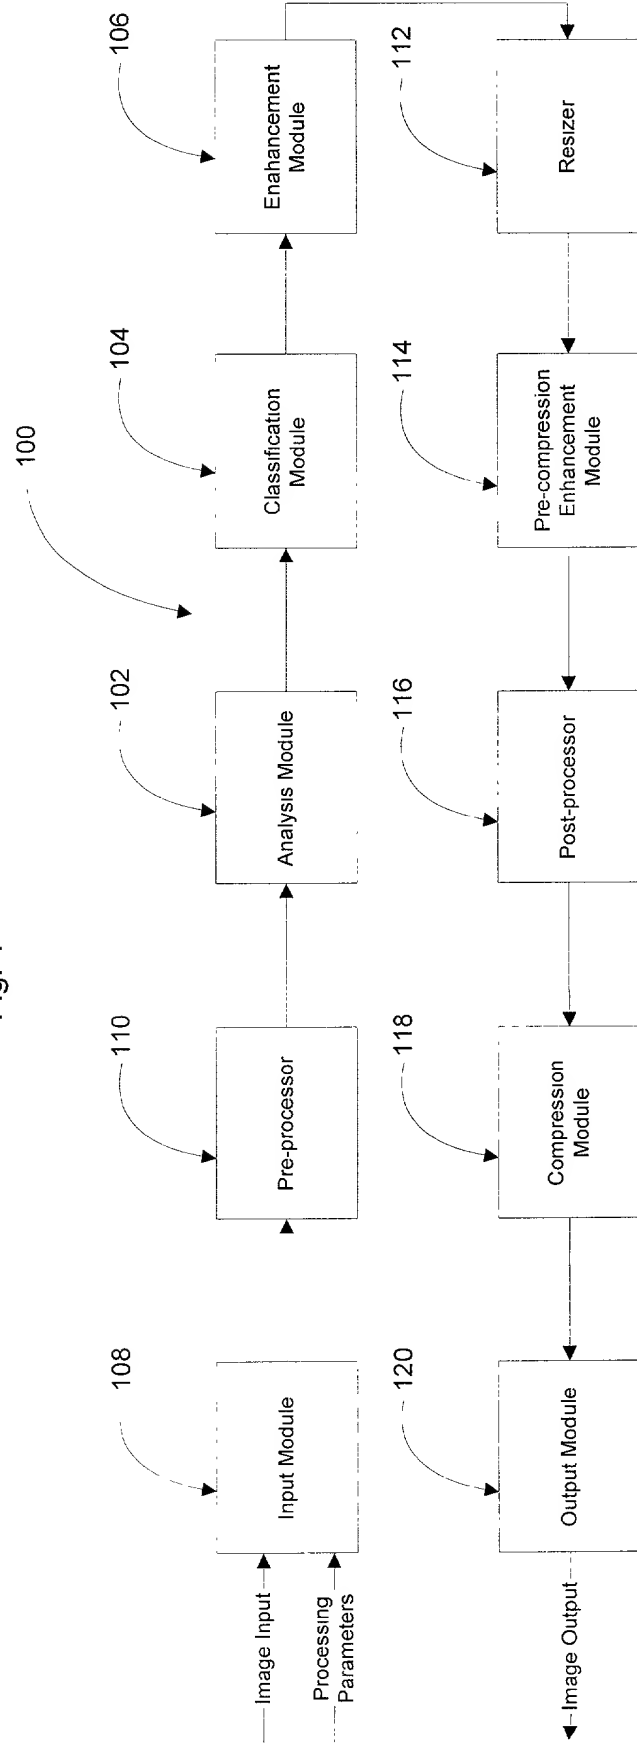 100
108
110
102
104
106
Image Input
Processing
Parameters
Input Module
Pre-processor
Analysis Module
Classification
Module
Enahancement
Module
120
118
116
114
112
Image Output
Output Module
Compression
Module
Post-processor
Pre-compression
Enhancement
Module
Resizer